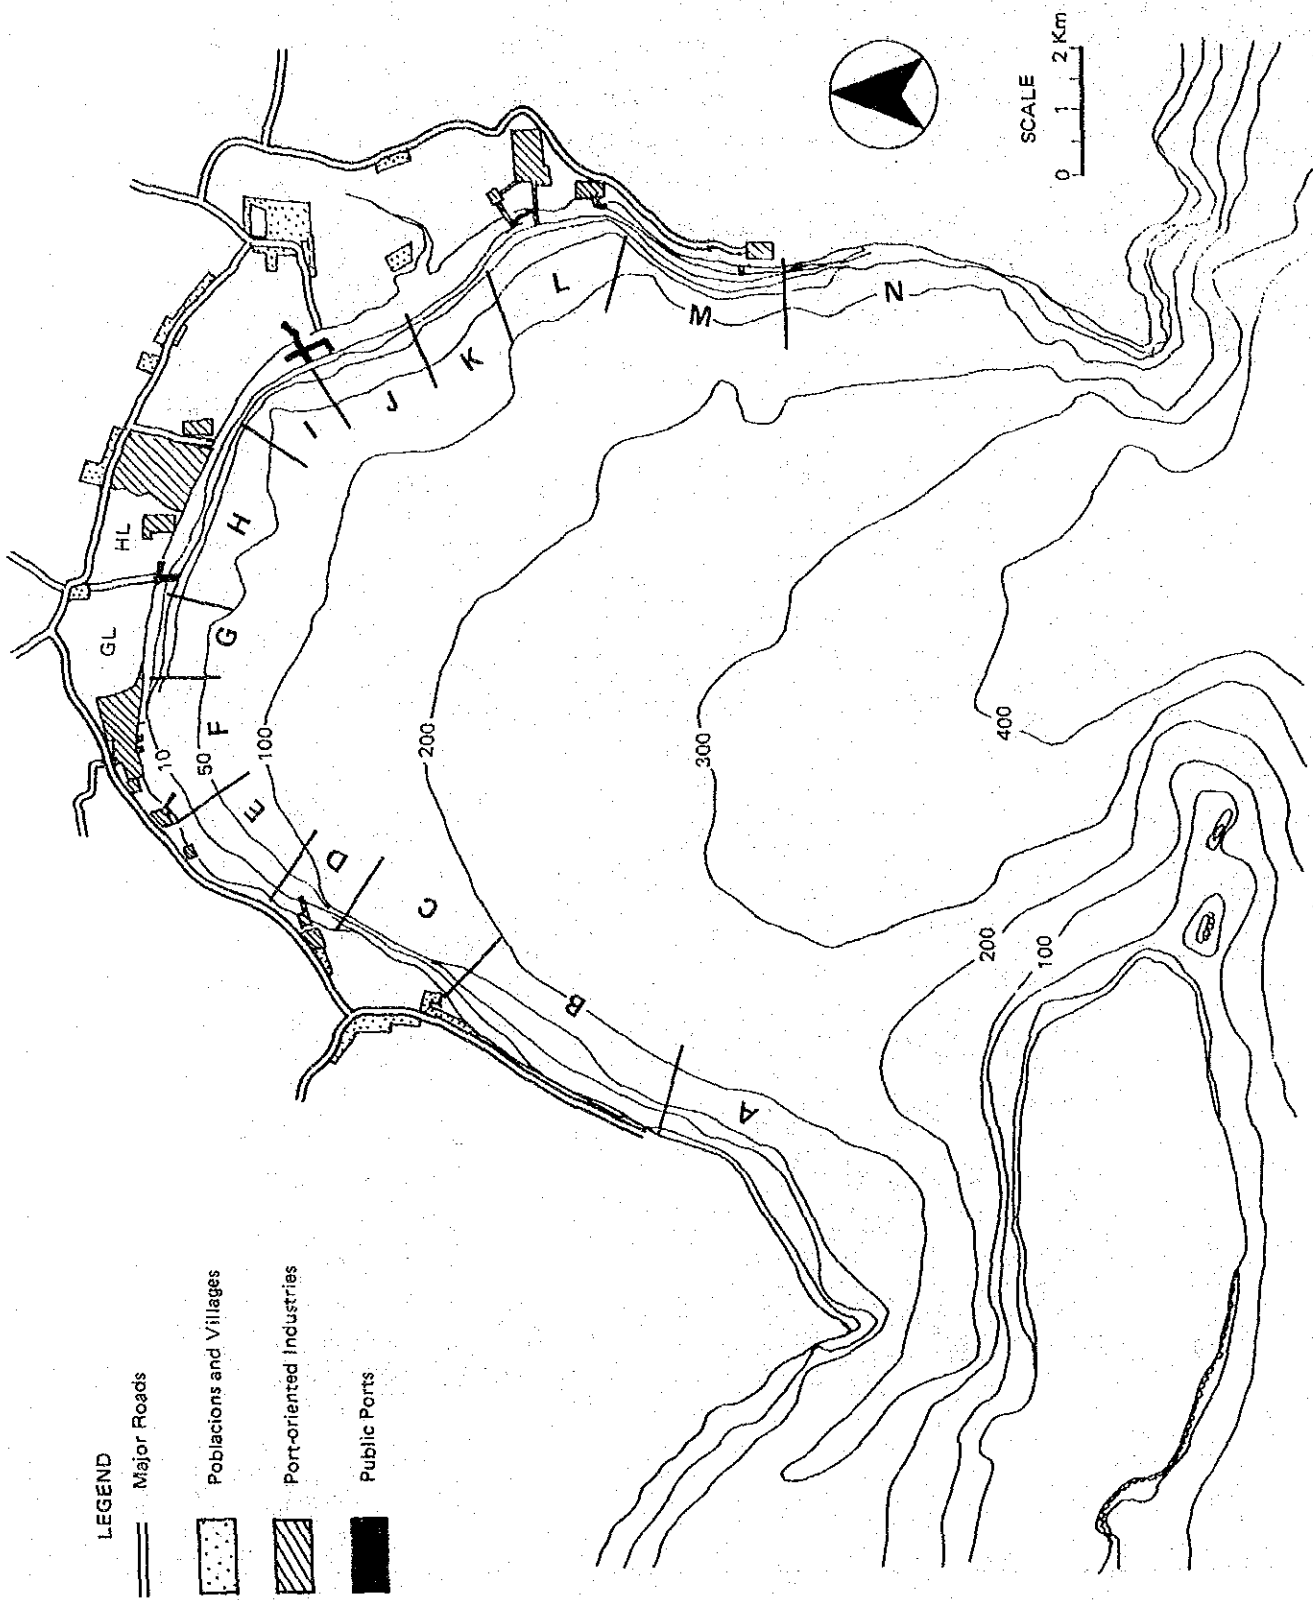 LEGEND
Major Roads
Poblacions and Villages
Port-oriented Industries
Public Ports
SCALE
0 1 2 Km
GL
HL
A
B
C
D
E
F
G
H
I
J
K
L
M
N
10
50
100
200
300
400
200
100